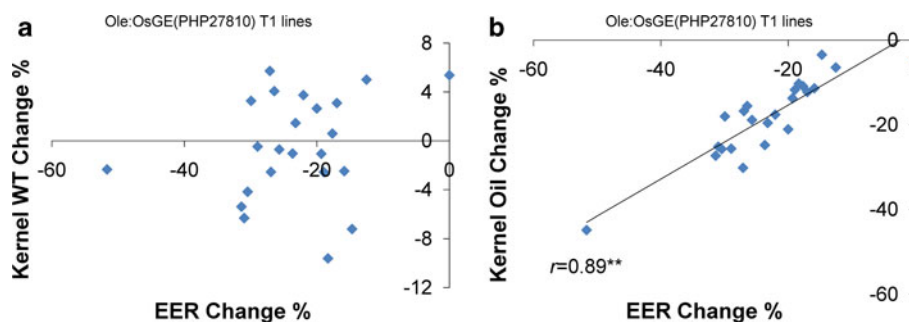 a
Ole:OsGE(PHP27810) T1 lines
Kernel WT Change %
8
4
0
-4
-8
-12
-60
-40
-20
0
EER Change %
b
Ole:OsGE(PHP27810) T1 lines
-60
-40
-20
0
Kernel Oil Change %
-20
-40
-60
r=0.89**
EER Change %